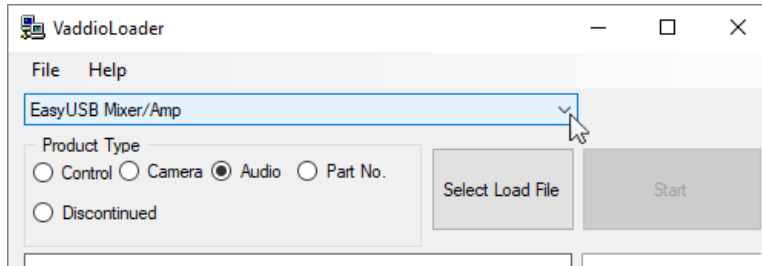 VaddioLoader
File Help
EasyUSB Mixer/Amp
Product Type
Control Camera Audio Part No.
Discontinued
Select Load File
Start